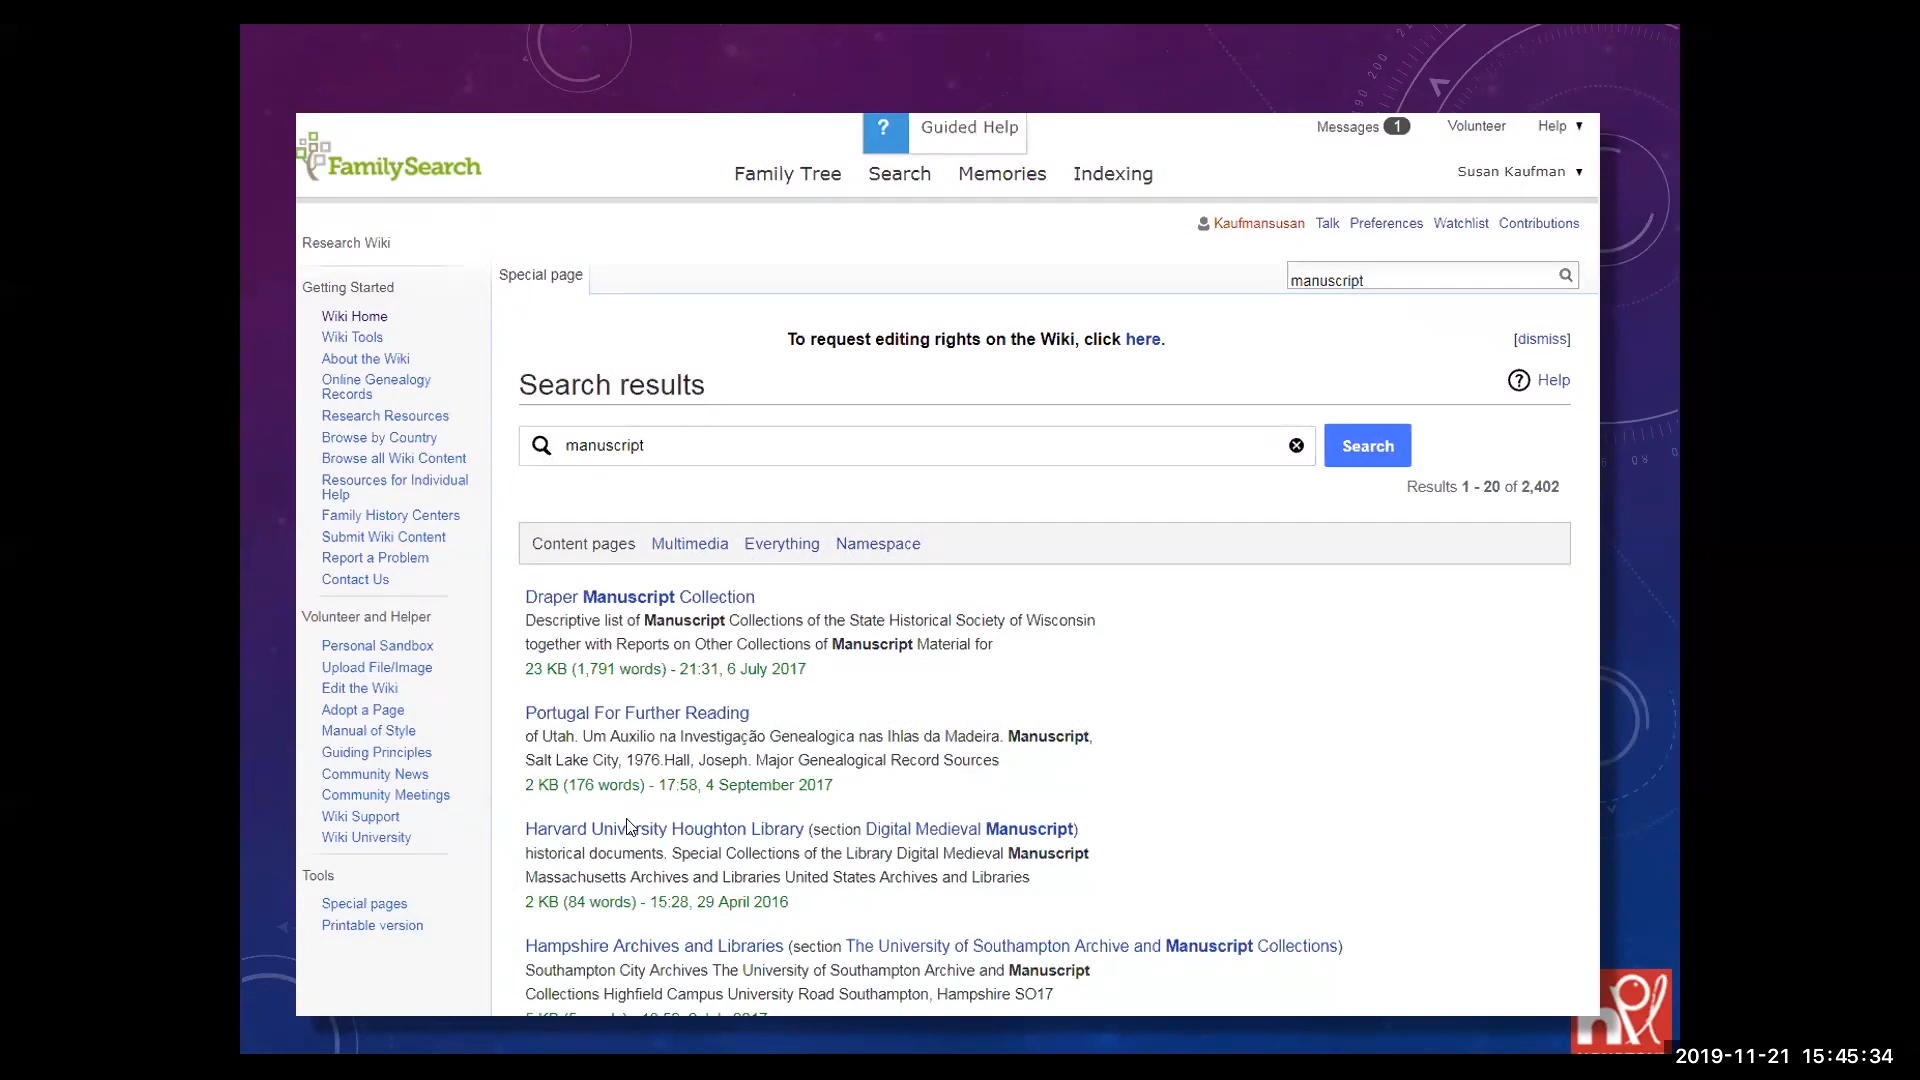 ? Guided Help
Messages 1 Volunteer Help ▼
FamilySearch
Family Tree Search Memories Indexing
Susan Kaufman ▼
Kaufmansusan Talk Preferences Watchlist Contributions
Research Wiki
Special page
manuscript
Getting Started
Wiki Home
Wiki Tools
About the Wiki
Online Genealogy
Records
Research Resources
Browse by Country
Browse all Wiki Content
Resources for Individual
Help
Family History Centers
Submit Wiki Content
Report a Problem
Contact Us
Volunteer and Helper
Personal Sandbox
Upload File/Image
Edit the Wiki
Adopt a Page
Manual of Style
Guiding Principles
Community News
Community Meetings
Wiki Support
Wiki University
Tools
Special pages
Printable version
To request editing rights on the Wiki, click here.
[dismiss]
Search results
? Help
manuscript
Search
Results 1 - 20 of 2,402
Content pages Multimedia Everything Namespace
Draper Manuscript Collection
Descriptive list of Manuscript Collections of the State Historical Society of Wisconsin
together with Reports on Other Collections of Manuscript Material for
23 KB (1,791 words) - 21:31, 6 July 2017
Portugal For Further Reading
of Utah. Um Auxilio na Investigação Genealogica nas Ihlas da Madeira. Manuscript,
Salt Lake City, 1976.Hall, Joseph. Major Genealogical Record Sources
2 KB (176 words) - 17:58, 4 September 2017
Harvard University Houghton Library (section Digital Medieval Manuscript)
historical documents. Special Collections of the Library Digital Medieval Manuscript
Massachusetts Archives and Libraries United States Archives and Libraries
2 KB (84 words) - 15:28, 29 April 2016
Hampshire Archives and Libraries (section The University of Southampton Archive and Manuscript Collections)
Southampton City Archives The University of Southampton Archive and Manuscript
Collections Highfield Campus University Road Southampton, Hampshire SO17
200
190
hpl
2019-11-21 15:45:34